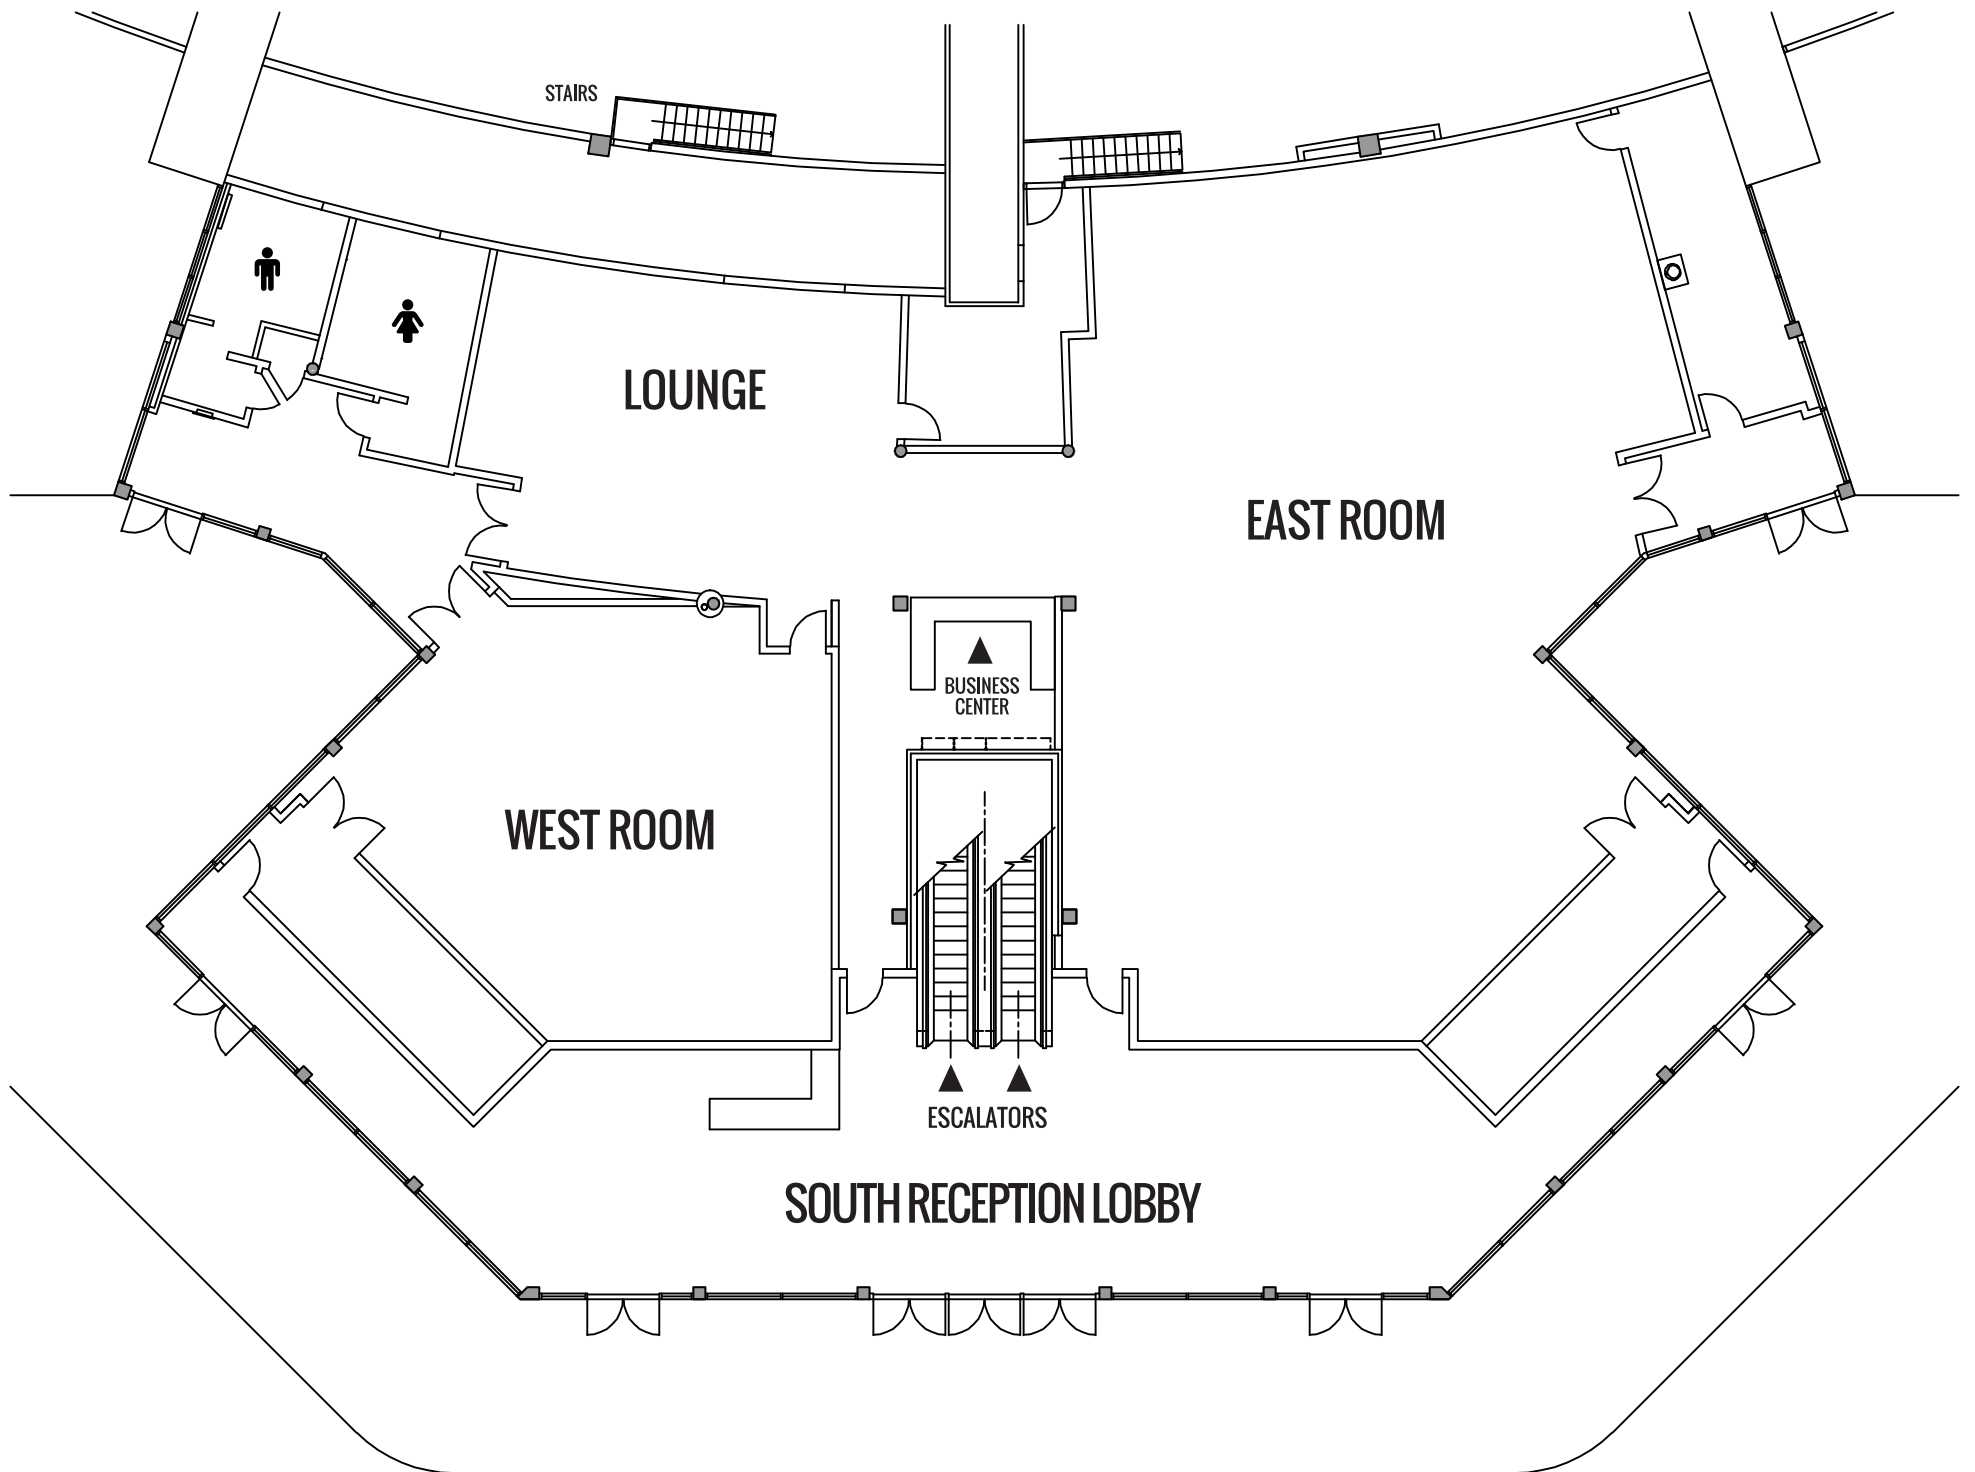 STAIRS
LOUNGE
EAST ROOM
BUSINESS
CENTER
WEST ROOM
ESCALATORS
SOUTH RECEPTION LOBBY